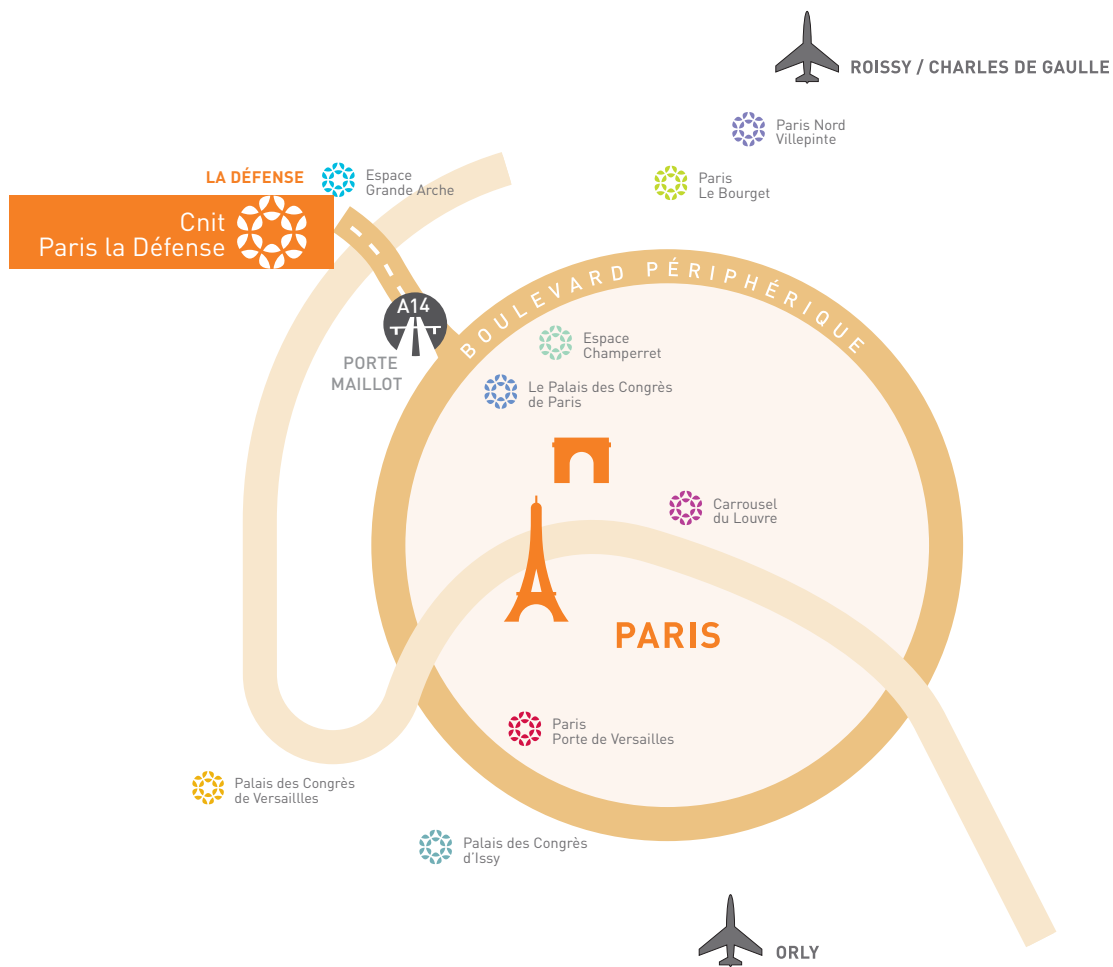 ROISSY / CHARLES DE GAULLE
Paris Nord
Villepinte
Paris
Le Bourget
LA DÉFENSE
Espace
Grande Arche
Cnit
Paris la Défense
BOULEVARD PÉRIPHÉRIQUE
A14
PORTE
MAILLOT
Espace
Champerret
Le Palais des Congrès
de Paris
Carrousel
du Louvre
PARIS
Paris
Porte de Versailles
Palais des Congrès
de Versaillles
Palais des Congrès
d'Issy
ORLY